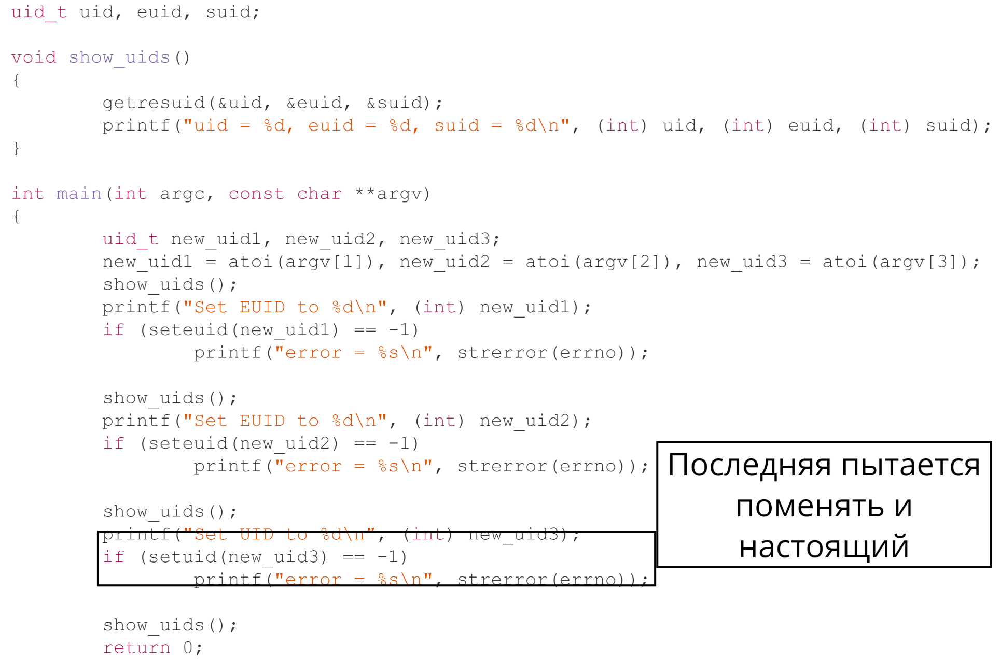 uid_t uid, euid, suid;
void show_uids()
{
getresuid(&uid, &euid, &suid);
printf("uid = %d, euid = %d, suid = %d\n", (int) uid, (int) euid, (int) suid);
}
int main(int argc, const char **argv)
{
uid_t new_uid1, new_uid2, new_uid3;
new_uid1 = atoi(argv[1]), new_uid2 = atoi(argv[2]), new_uid3 = atoi(argv[3]);
show_uids();
printf("Set EUID to %d\n", (int) new_uid1);
if (seteuid(new_uid1) == -1)
printf("error = %s\n", strerror(errno));
show_uids();
printf("Set EUID to %d\n", (int) new_uid2);
if (seteuid(new_uid2) == -1)
printf("error = %s\n", strerror(errno));
show_uids();
printf("Set UID to %d\n", (int) new_uid3);
if (setuid(new_uid3) == -1)
printf("error = %s\n", strerror(errno));
show_uids();
return 0;
Последняя пытается
поменять и
настоящий